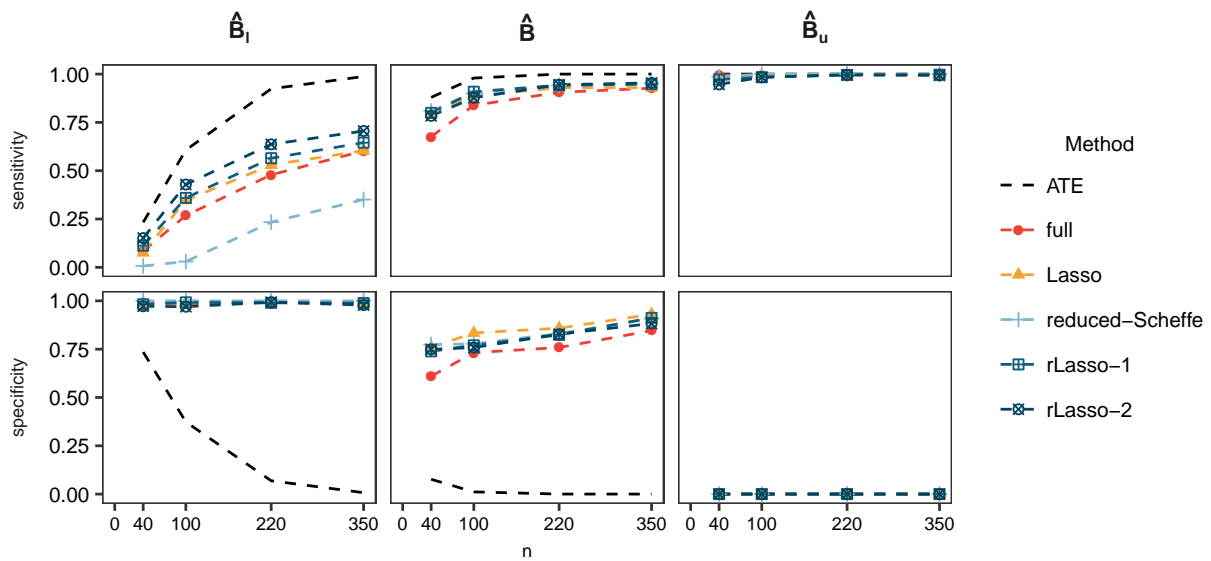 B̂ₗ B̂ B̂ᵤ
sensitivity
1.00
0.75
0.50
0.25
0.00
specificity
1.00
0.75
0.50
0.25
0.00
0 40 100 220 350 0 40 100 220 350 0 40 100 220 350
n
Method
ATE
full
Lasso
reduced−Scheffe
rLasso−1
rLasso−2